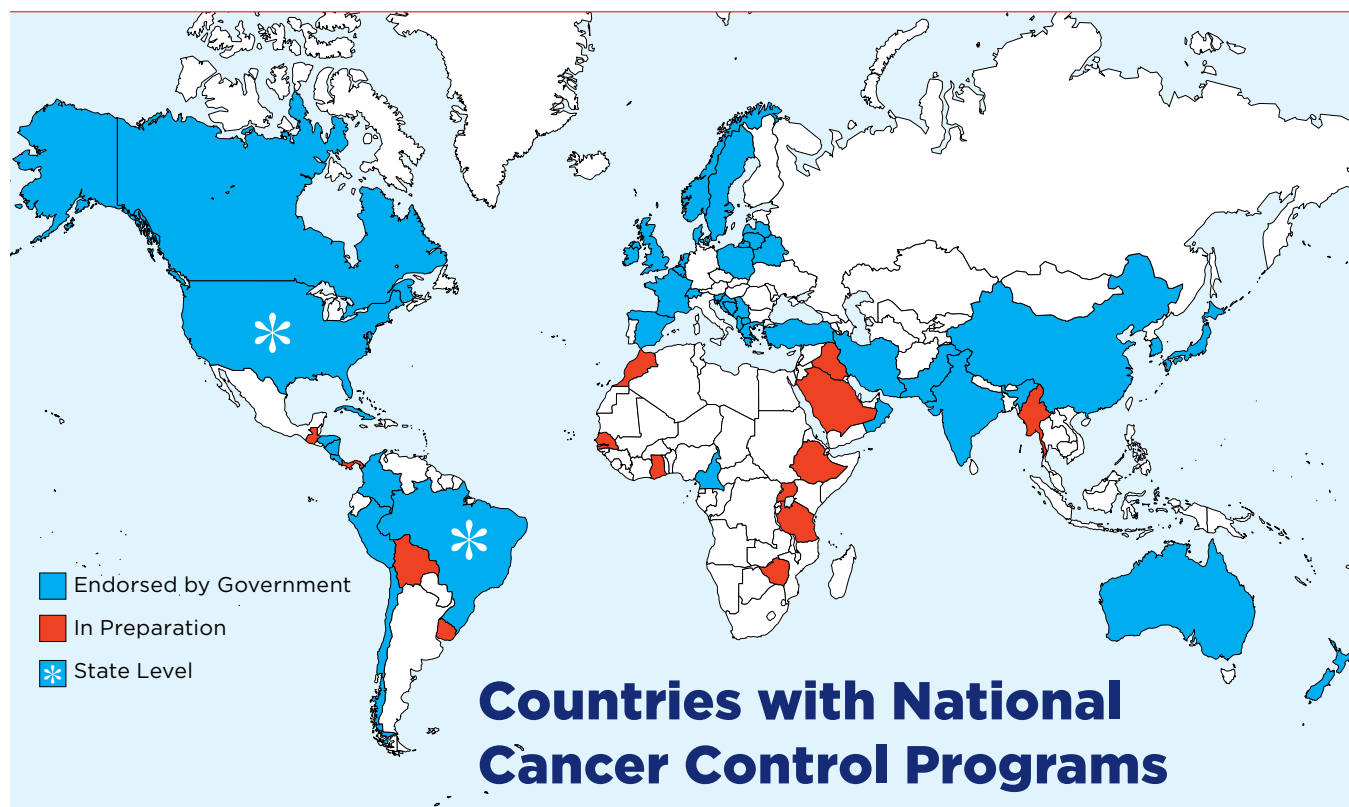 Endorsed by Government
In Preparation
State Level
Countries with National
Cancer Control Programs